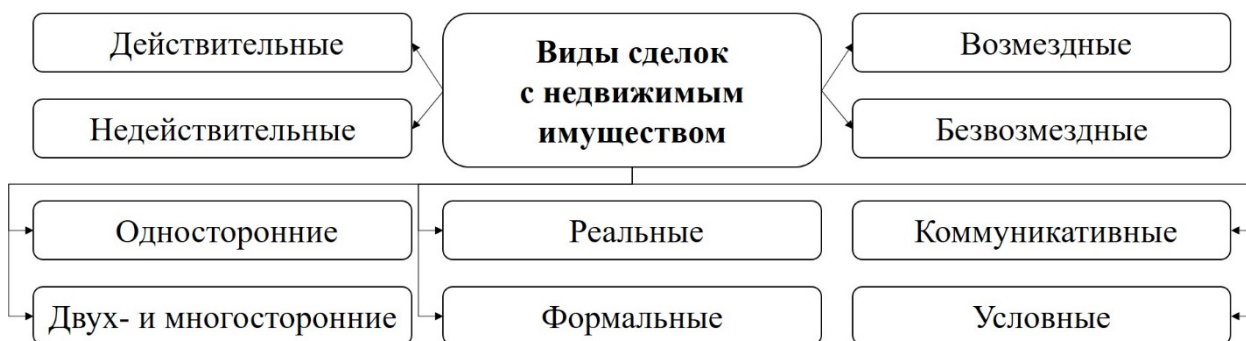 Действительные
Виды сделок
с недвижимым
имуществом
Возмездные
Недействительные
Безвозмездные
Односторонние
Реальные
Коммуникативные
Двух- и многосторонние
Формальные
Условные